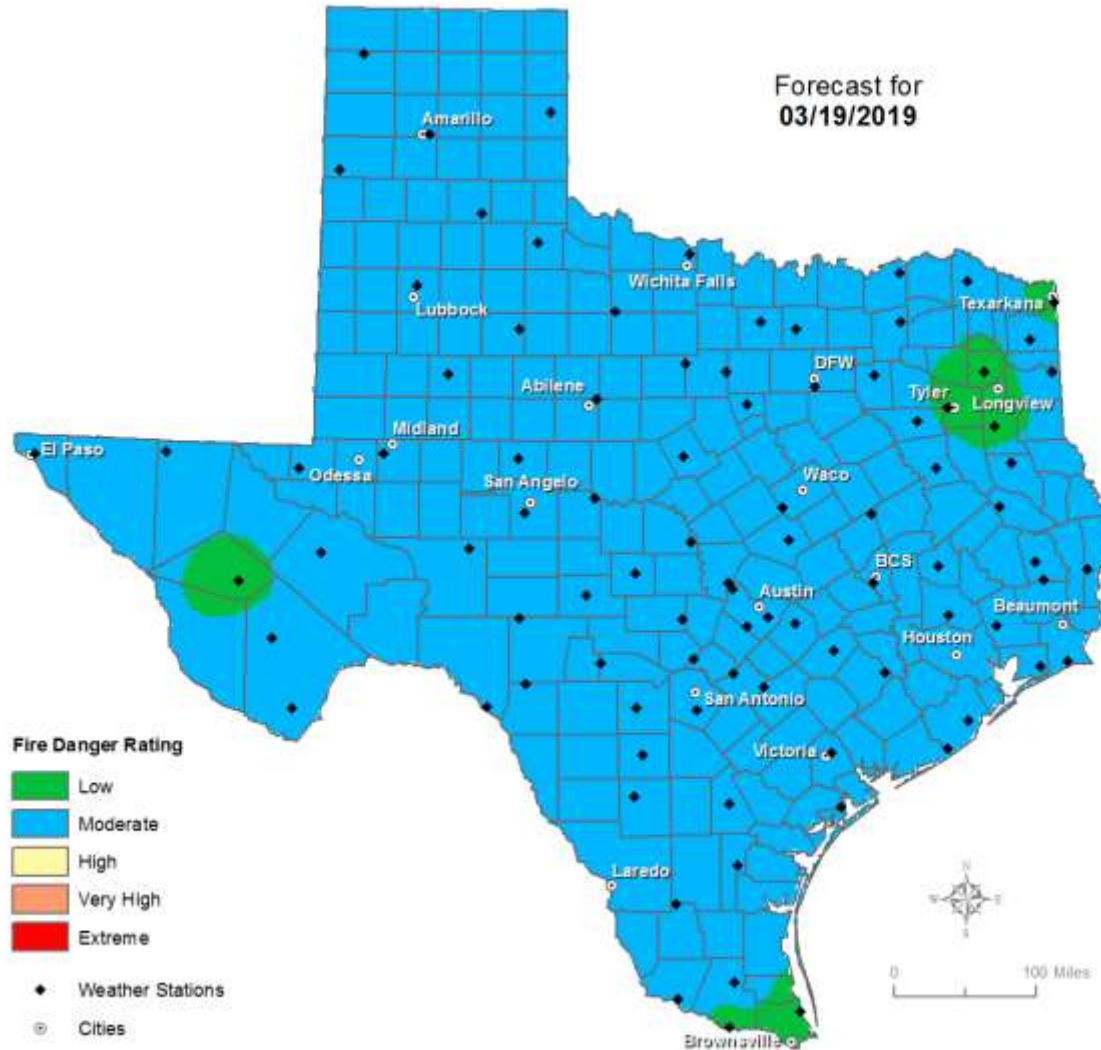 Forecast for
03/19/2019
Amarillo
Wichita Falls
Lubbock
Texarkana
DFW
Abilene
Tyler
Longview
Midland
El Paso
Odessa
San Angelo
Waco
BCS
Austin
Beaumont
Houston
San Antonio
Victoria
Laredo
Brownsville
Fire Danger Rating
Low
Moderate
High
Very High
Extreme
Weather Stations
Cities
N
W
E
S
0
100 Miles